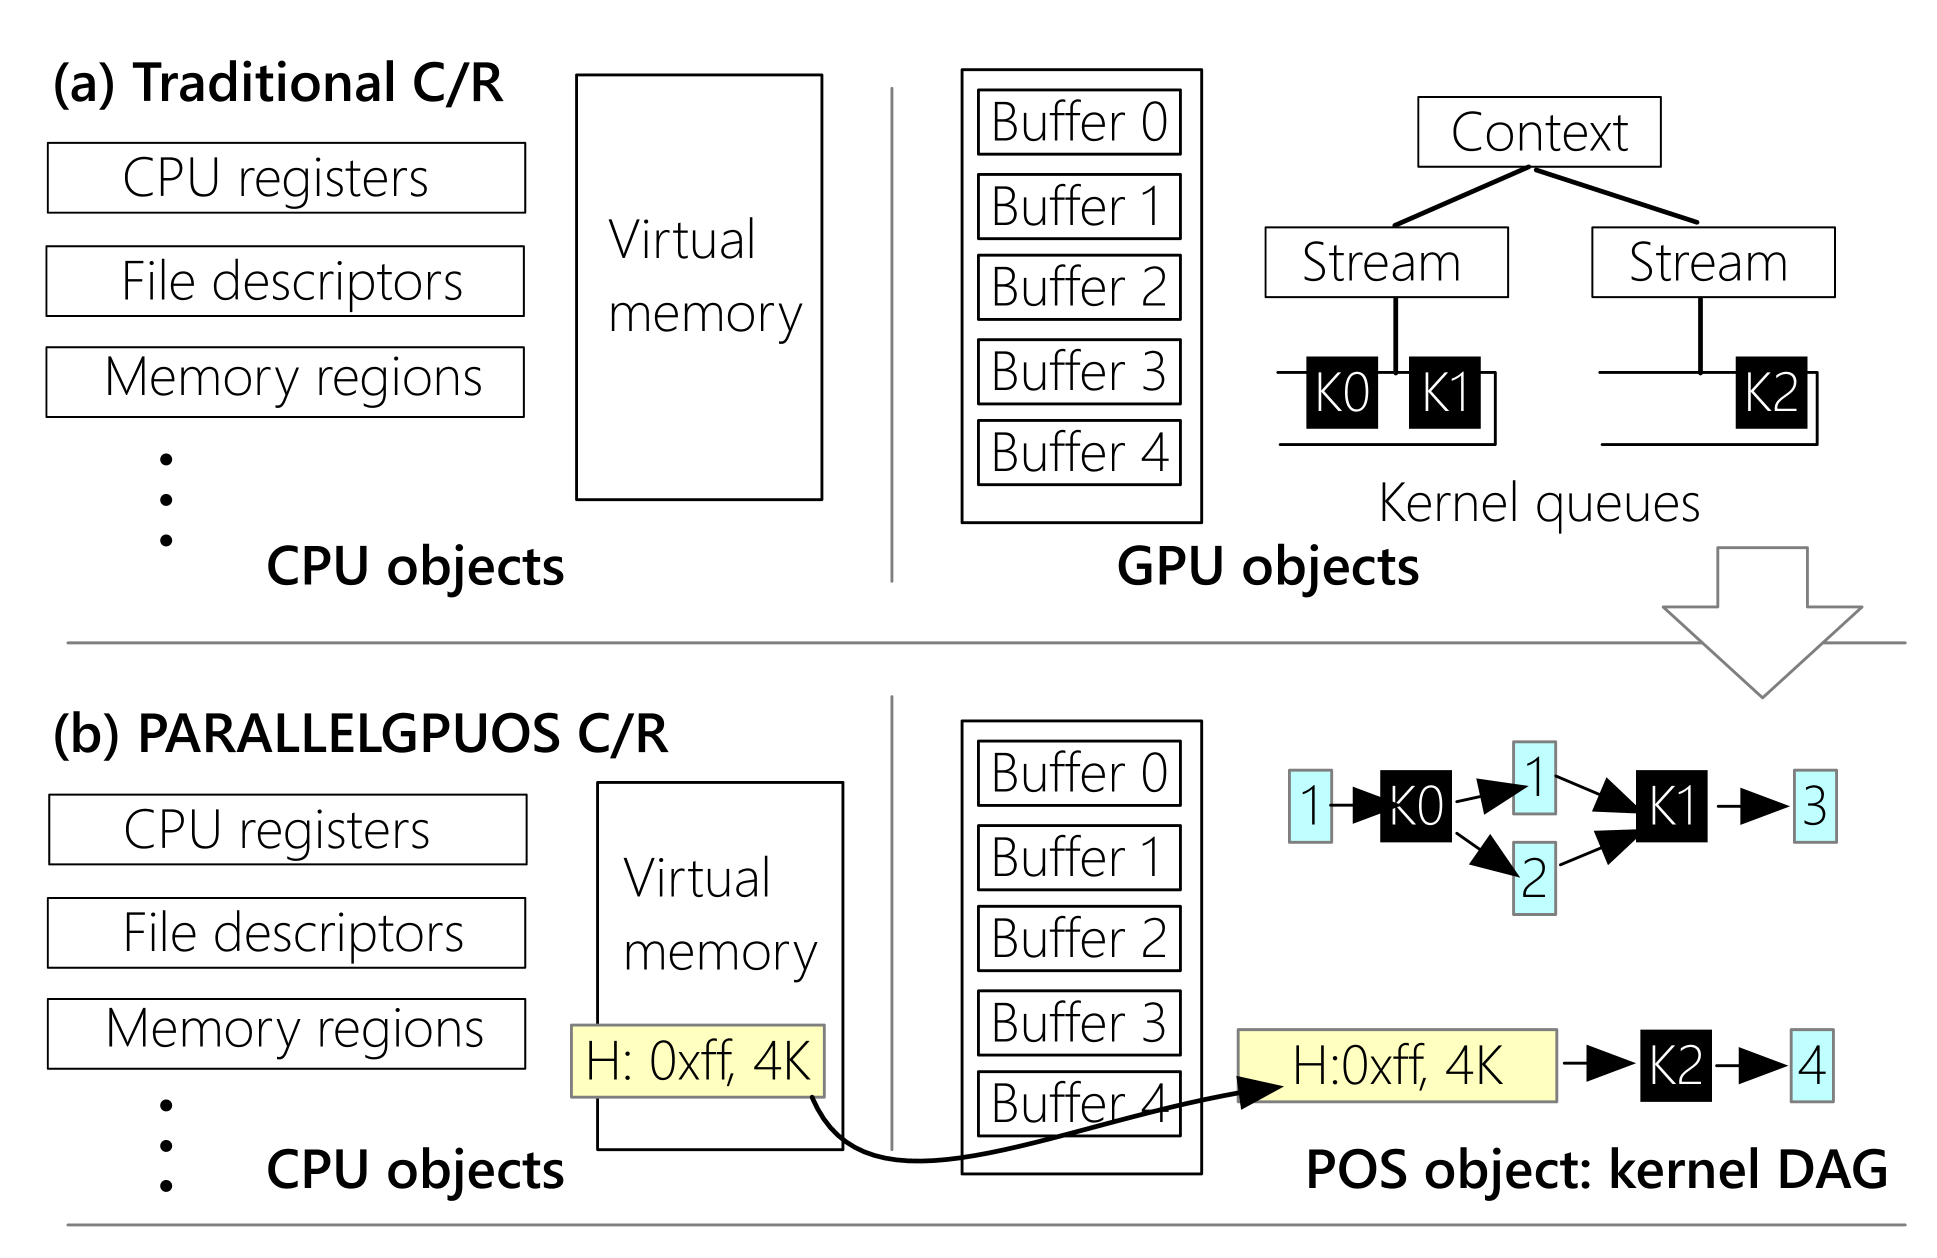 (a) Traditional C/R
CPU registers
File descriptors
Memory regions
Virtual
memory
CPU objects
Buffer 0
Buffer 1
Buffer 2
Buffer 3
Buffer 4
Context
Stream
Stream
K0
K1
K2
Kernel queues
GPU objects
(b) PARALLELGPUOS C/R
CPU registers
File descriptors
Memory regions
Virtual
memory
H: 0xff, 4K
CPU objects
Buffer 0
Buffer 1
Buffer 2
Buffer 3
Buffer 4
1
K0
1
2
K1
3
H:0xff, 4K
K2
4
POS object: kernel DAG